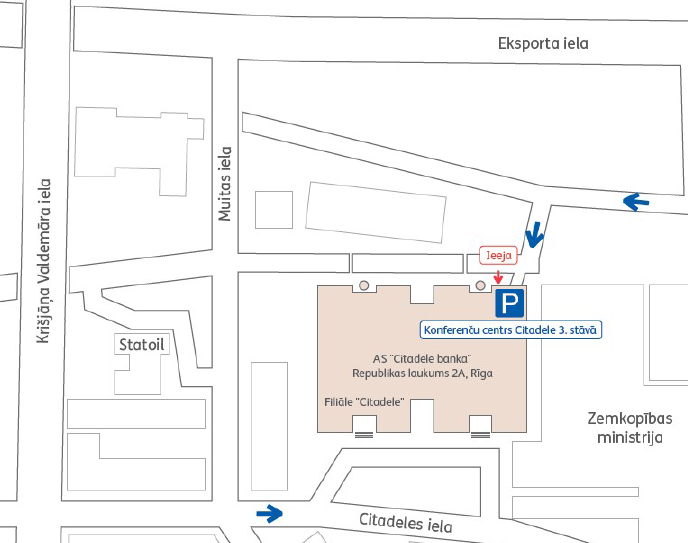 Eksporta iela
Muitas iela
Krišjāņa Valdemāra iela
Ieeja
P
Konferenču centrs Citadele 3. stāvā
Statoil
AS "Citadele banka"
Republikas laukums 2A, Rīga
Filiāle "Citadele"
Zemkopības
ministrija
Citadeles iela